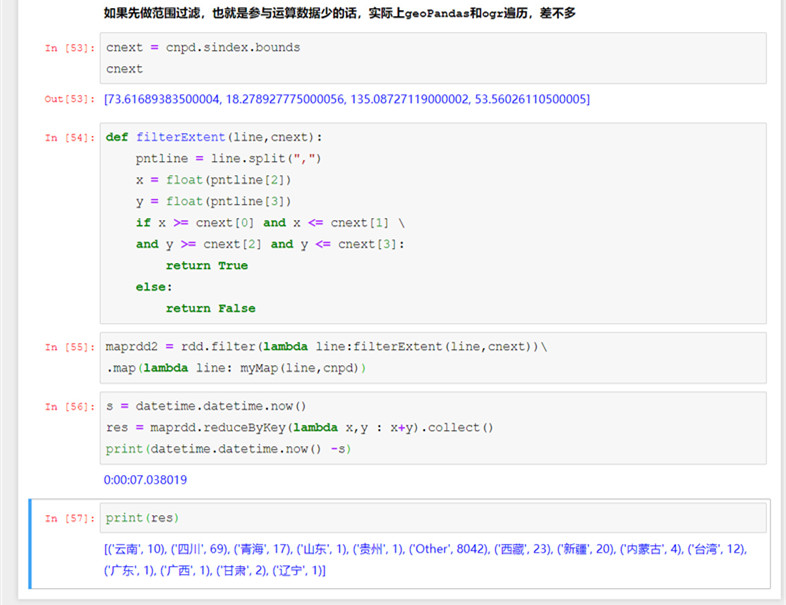 如果先做范围过滤，也就是参与运算数据少的话，实际上geoPandas和ogr遍历，差不多
In [53]: cnext = cnpd.sindex.bounds
cnext
Out[53]: [73.61689383500004, 18.278927775000056, 135.08727119000002, 53.56026110500005]
In [54]: def filterExtent(line,cnext):
pntline = line.split(",")
x = float(pntline[2])
y = float(pntline[3])
if x >= cnext[0] and x <= cnext[1] \
and y >= cnext[2] and y <= cnext[3]:
return True
else:
return False
In [55]: maprdd2 = rdd.filter(lambda line:filterExtent(line,cnext))\
.map(lambda line: myMap(line,cnpd))
In [56]: s = datetime.datetime.now()
res = maprdd.reduceByKey(lambda x,y : x+y).collect()
print(datetime.datetime.now() -s)
0:00:07.038019
In [57]: print(res)
[('云南', 10), ('四川', 69), ('青海', 17), ('山东', 1), ('贵州', 1), ('Other', 8042), ('西藏', 23), ('新疆', 20), ('内蒙古', 4), ('台湾', 12),
('广东', 1), ('广西', 1), ('甘肃', 2), ('辽宁', 1)]